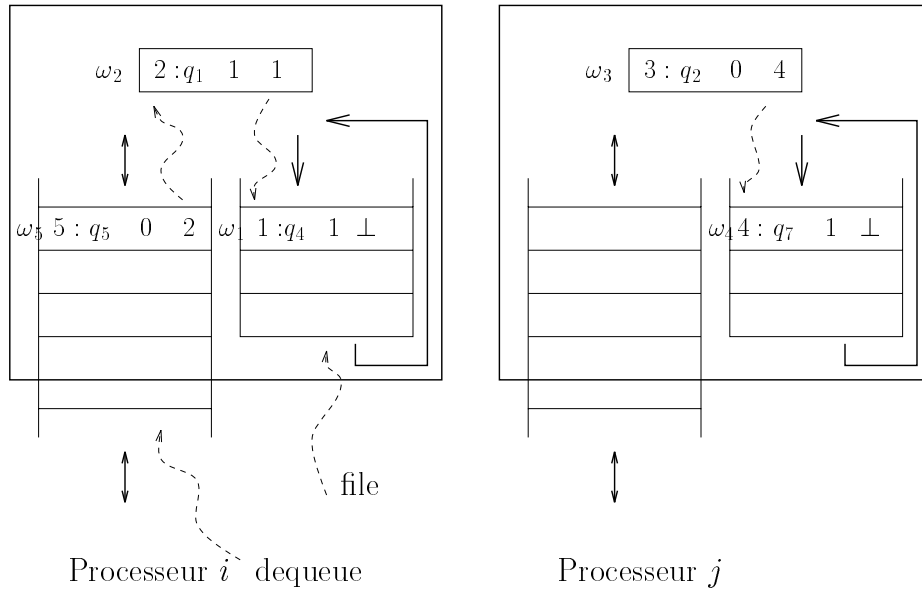 ω₂ 2 : q₁ 1 1
ω₃ 3 : q₂ 0 4
ω₅ 5 : q₅ 0 2
ω₁ 1 : q₄ 1 ⊥
ω₄ 4 : q₇ 1 ⊥
file
Processeur i dequeue
Processeur j